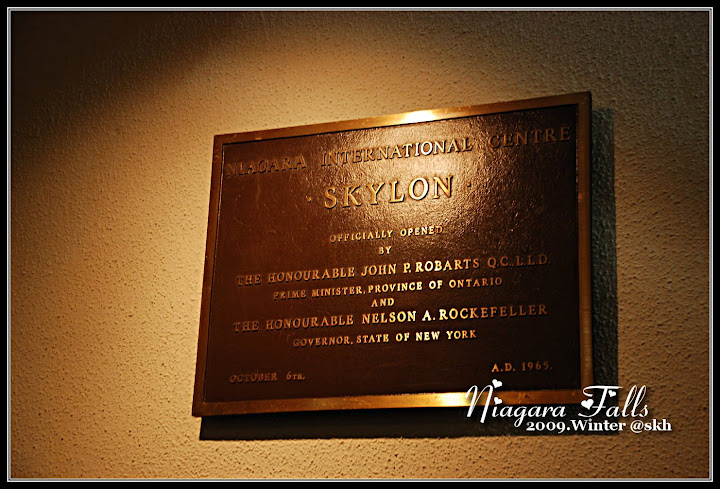 NIAGARA INTERNATIONAL CENTRE
· SKYLON ·
OFFICIALLY OPENED
BY
THE HONOURABLE JOHN P. ROBARTS Q.C., L.L.D.
PRIME MINISTER, PROVINCE OF ONTARIO
AND
THE HONOURABLE NELSON A. ROCKEFELLER
GOVERNOR, STATE OF NEW YORK
OCTOBER 6TH. A.D. 1965.
Niagara Falls
2009.Winter @skh